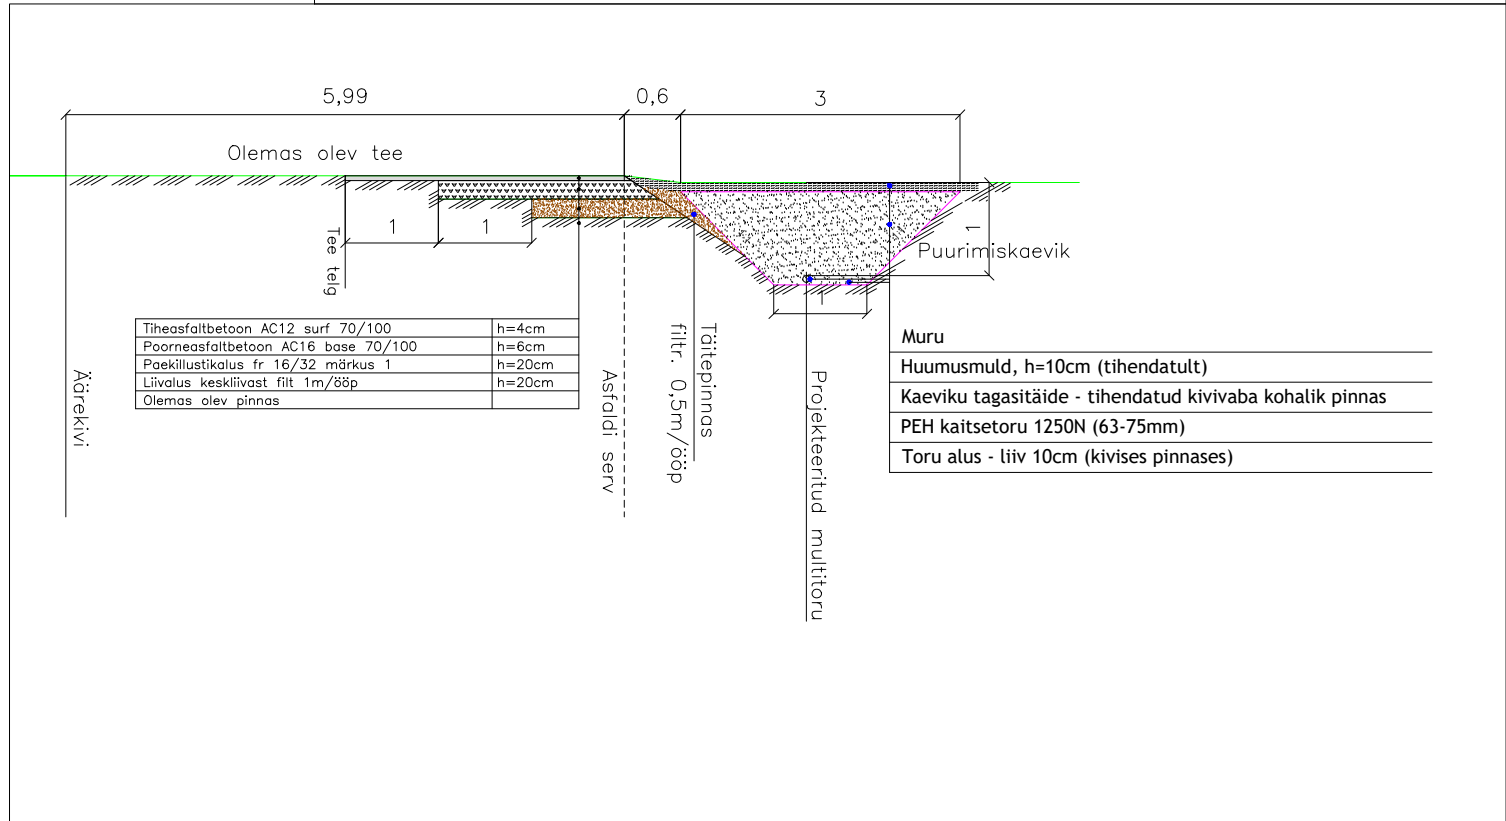 5,99
0,6
3
Olemas olev tee
1
1
Tee telg
1
Puurimiskaevik
1
Tiheasfaltbetoon AC12 surf 70/100 h=4cm
Poorneasfaltbetoon AC16 base 70/100 h=6cm
Paekillustikalus fr 16/32 märkus 1 h=20cm
Liivalus keskliivast filt 1m/ööp h=20cm
Olemas olev pinnas
Äärekivi
Asfaldi serv
Täitepinnas
filtr. 0,5m/ööp
Projekteeritud multitoru
Muru
Huumusmuld, h=10cm (tihendatult)
Kaeviku tagasitäide - tihendatud kivivaba kohalik pinnas
PEH kaitsetoru 1250N (63-75mm)
Toru alus - liiv 10cm (kivises pinnases)